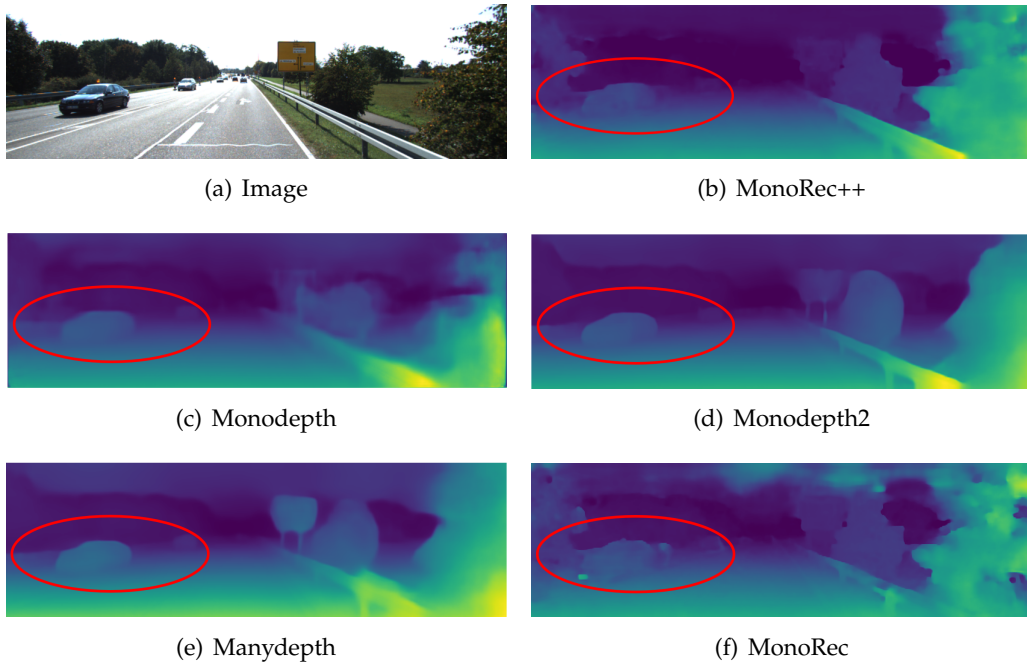 (a) Image
(b) MonoRec++
(c) Monodepth
(d) Monodepth2
(e) Manydepth
(f) MonoRec